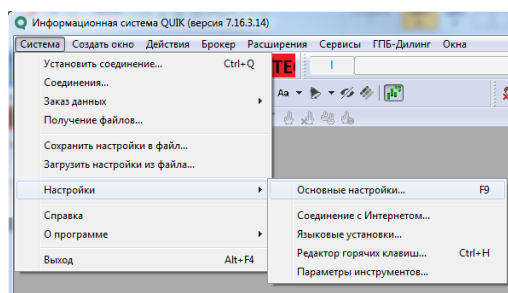 Информационная система QUIK (версия 7.16.3.14)
Система Создать окно Действия Брокер Расширения Сервисы ГПБ-Дилинг Окна
Установить соединение... Ctrl+Q
Соединения...
Заказ данных
Получение файлов...
Сохранить настройки в файл...
Загрузить настройки из файла...
Настройки
Справка
О программе
Выход Alt+F4
ТЕ
Aa
Основные настройки... F9
Соединение с Интернетом...
Языковые установки...
Редактор горячих клавиш... Ctrl+H
Параметры инструментов...